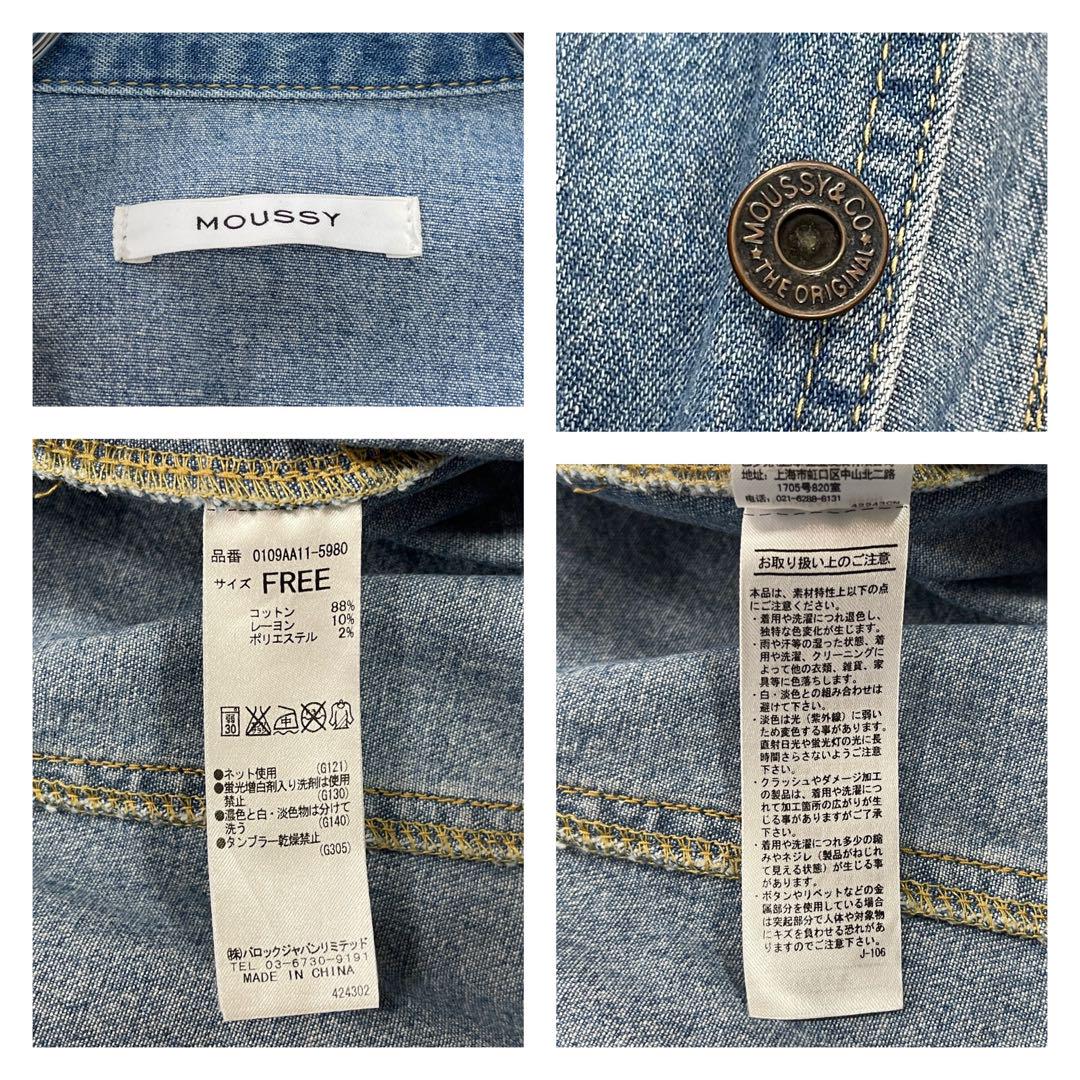 MOUSSY
MOUSSY & CO
★ THE ORIGINAL ★
品番 0109AA11-5980
サイズ FREE
コットン 88%
レーヨン 10%
ポリエステル 2%
弱
30
●ネット使用 (G121)
●蛍光増白剤入り洗剤は使用
禁止 (G130)
●濃色と白・淡色物は分けて
洗う (G140)
●タンブラー乾燥禁止
(G305)
㈱バロックジャパンリミテッド
TEL 03-6730-9191
MADE IN CHINA
424302
地址: 上海市虹口区中山北二路
1705号820室
电话: 021-6288-6131
お取り扱い上のご注意
本品は、素材特性上以下の点
にご注意ください。
・着用や洗濯につれ退色し、
独特な色変化が生じます。
・雨や汗等の湿った状態、着
用や洗濯、クリーニングに
よって他の衣類、雑貨、家
具等に色落ちします。
・白・淡色との組み合わせは
避けて下さい。
・淡色は光(紫外線)に弱い
ため変色する事があります。
直射日光や蛍光灯の光に長
時間さらさないようご注意
下さい。
・クラッシュやダメージ加工
の製品は、着用や洗濯につ
れて加工箇所の広がりが生
じる事がありますがご了承
下さい。
・着用や洗濯につれ多少の縮
みやネジレ(製品がねじれ
て見える状態)が生じる事
があります。
・ボタンやリベットなどの金
属部分を使用している場合
は突起部分で人体や対象物
にキズを負わせる恐れがあ
りますのでご注意下さい。
J-106